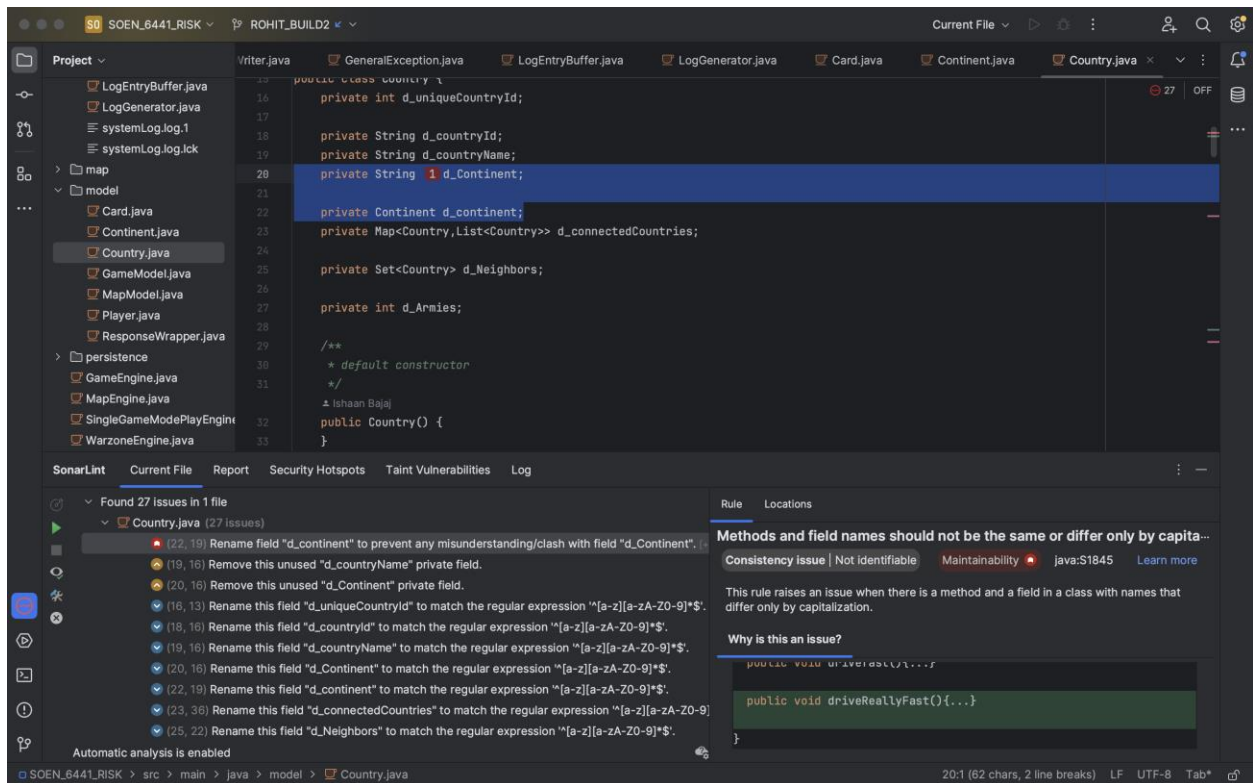 SO SOEN_6441_RISK ROHIT_BUILD2 Current File
Project
Writer.java GeneralException.java LogEntryBuffer.java LogGenerator.java Card.java Continent.java Country.java
LogEntryBuffer.java
LogGenerator.java
systemLog.log.1
systemLog.log.lck
map
model
Card.java
Continent.java
Country.java
GameModel.java
MapModel.java
Player.java
ResponseWrapper.java
persistence
GameEngine.java
MapEngine.java
SingleGameModePlayEngine
WarzoneEngine.java
27 OFF
15 public class Country {
16 private int d_uniqueCountryId;
17
18 private String d_countryId;
19 private String d_countryName;
20 private String 1 d_Continent;
21
22 private Continent d_continent;
23 private Map<Country,List<Country>> d_connectedCountries;
24
25 private Set<Country> d_Neighbors;
26
27 private int d_Armies;
28
29 /**
30 * default constructor
31 */
Ishaan Bajaj
32 public Country() {
33 }
SonarLint Current File Report Security Hotspots Taint Vulnerabilities Log
Found 27 issues in 1 file
Country.java (27 issues)
(22, 19) Rename field "d_continent" to prevent any misunderstanding/clash with field "d_Continent".
(19, 16) Remove this unused "d_countryName" private field.
(20, 16) Remove this unused "d_Continent" private field.
(16, 13) Rename this field "d_uniqueCountryId" to match the regular expression '^[a-z][a-zA-Z0-9]*$'.
(18, 16) Rename this field "d_countryId" to match the regular expression '^[a-z][a-zA-Z0-9]*$'.
(19, 16) Rename this field "d_countryName" to match the regular expression '^[a-z][a-zA-Z0-9]*$'.
(20, 16) Rename this field "d_Continent" to match the regular expression '^[a-z][a-zA-Z0-9]*$'.
(22, 19) Rename this field "d_continent" to match the regular expression '^[a-z][a-zA-Z0-9]*$'.
(23, 36) Rename this field "d_connectedCountries" to match the regular expression '^[a-z][a-zA-Z0-9]
(25, 22) Rename this field "d_Neighbors" to match the regular expression '^[a-z][a-zA-Z0-9]*$'.
Automatic analysis is enabled
Rule Locations
Methods and field names should not be the same or differ only by capita...
Consistency issue | Not identifiable Maintainability java:S1845 Learn more
This rule raises an issue when there is a method and a field in a class with names that
differ only by capitalization.
Why is this an issue?
public void driveFast(){...}
public void driveReallyFast(){...}
}
SOEN_6441_RISK > src > main > java > model > Country.java 20:1 (62 chars, 2 line breaks) LF UTF-8 Tab*